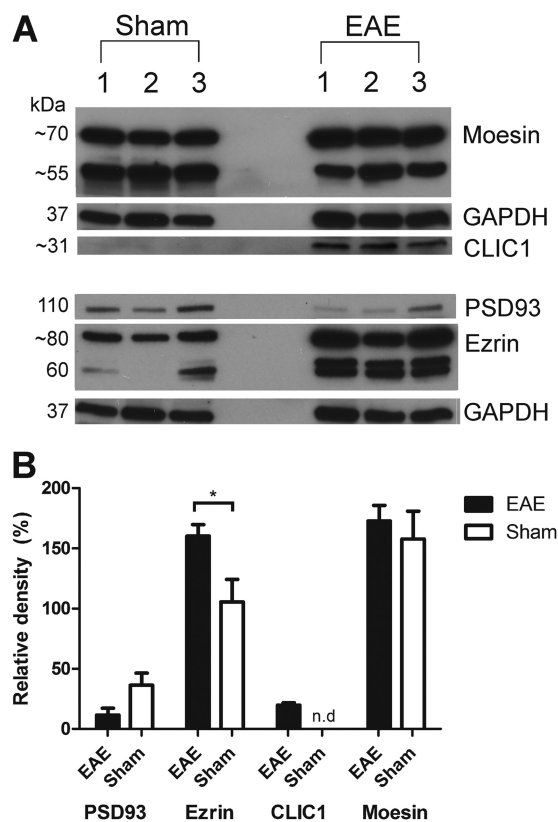 A
Sham EAE
1 2 3 1 2 3
kDa
~70 Moesin
~55
37 GAPDH
~31 CLIC1
110 PSD93
~80 Ezrin
60
37 GAPDH
B
200
150
100
50
0
Relative density (%)
*
n.d
EAE
Sham
EAE Sham EAE Sham EAE Sham EAE Sham
PSD93 Ezrin CLIC1 Moesin